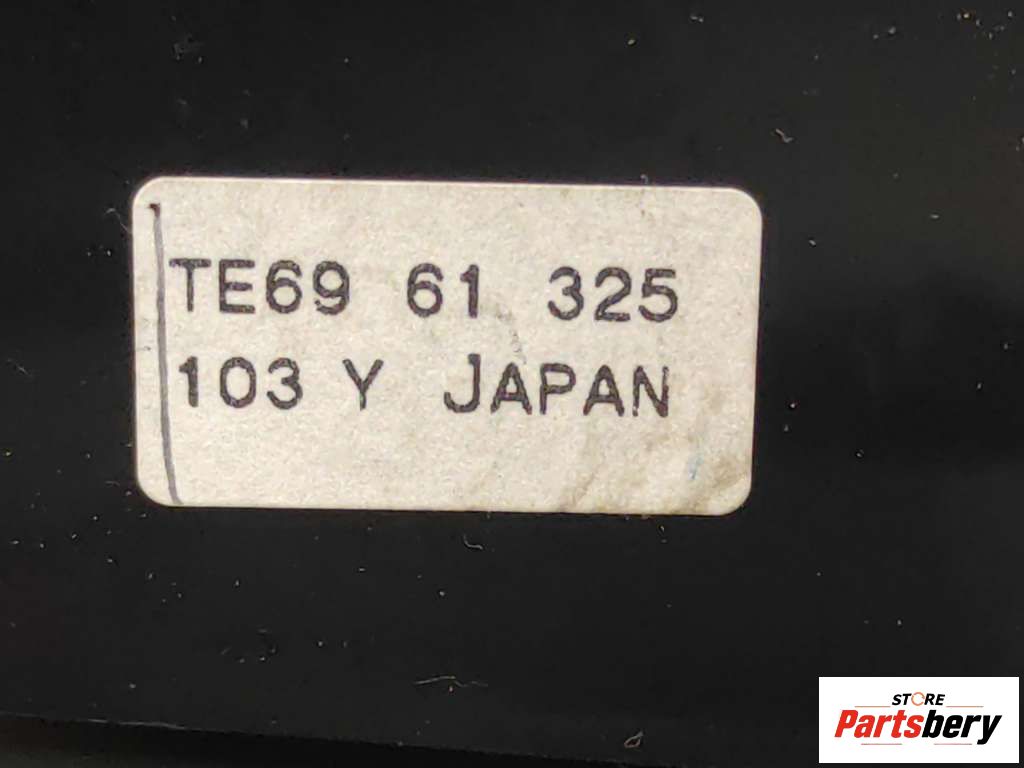 TE69 61 325
103 Y JAPAN
STORE
Partsbery